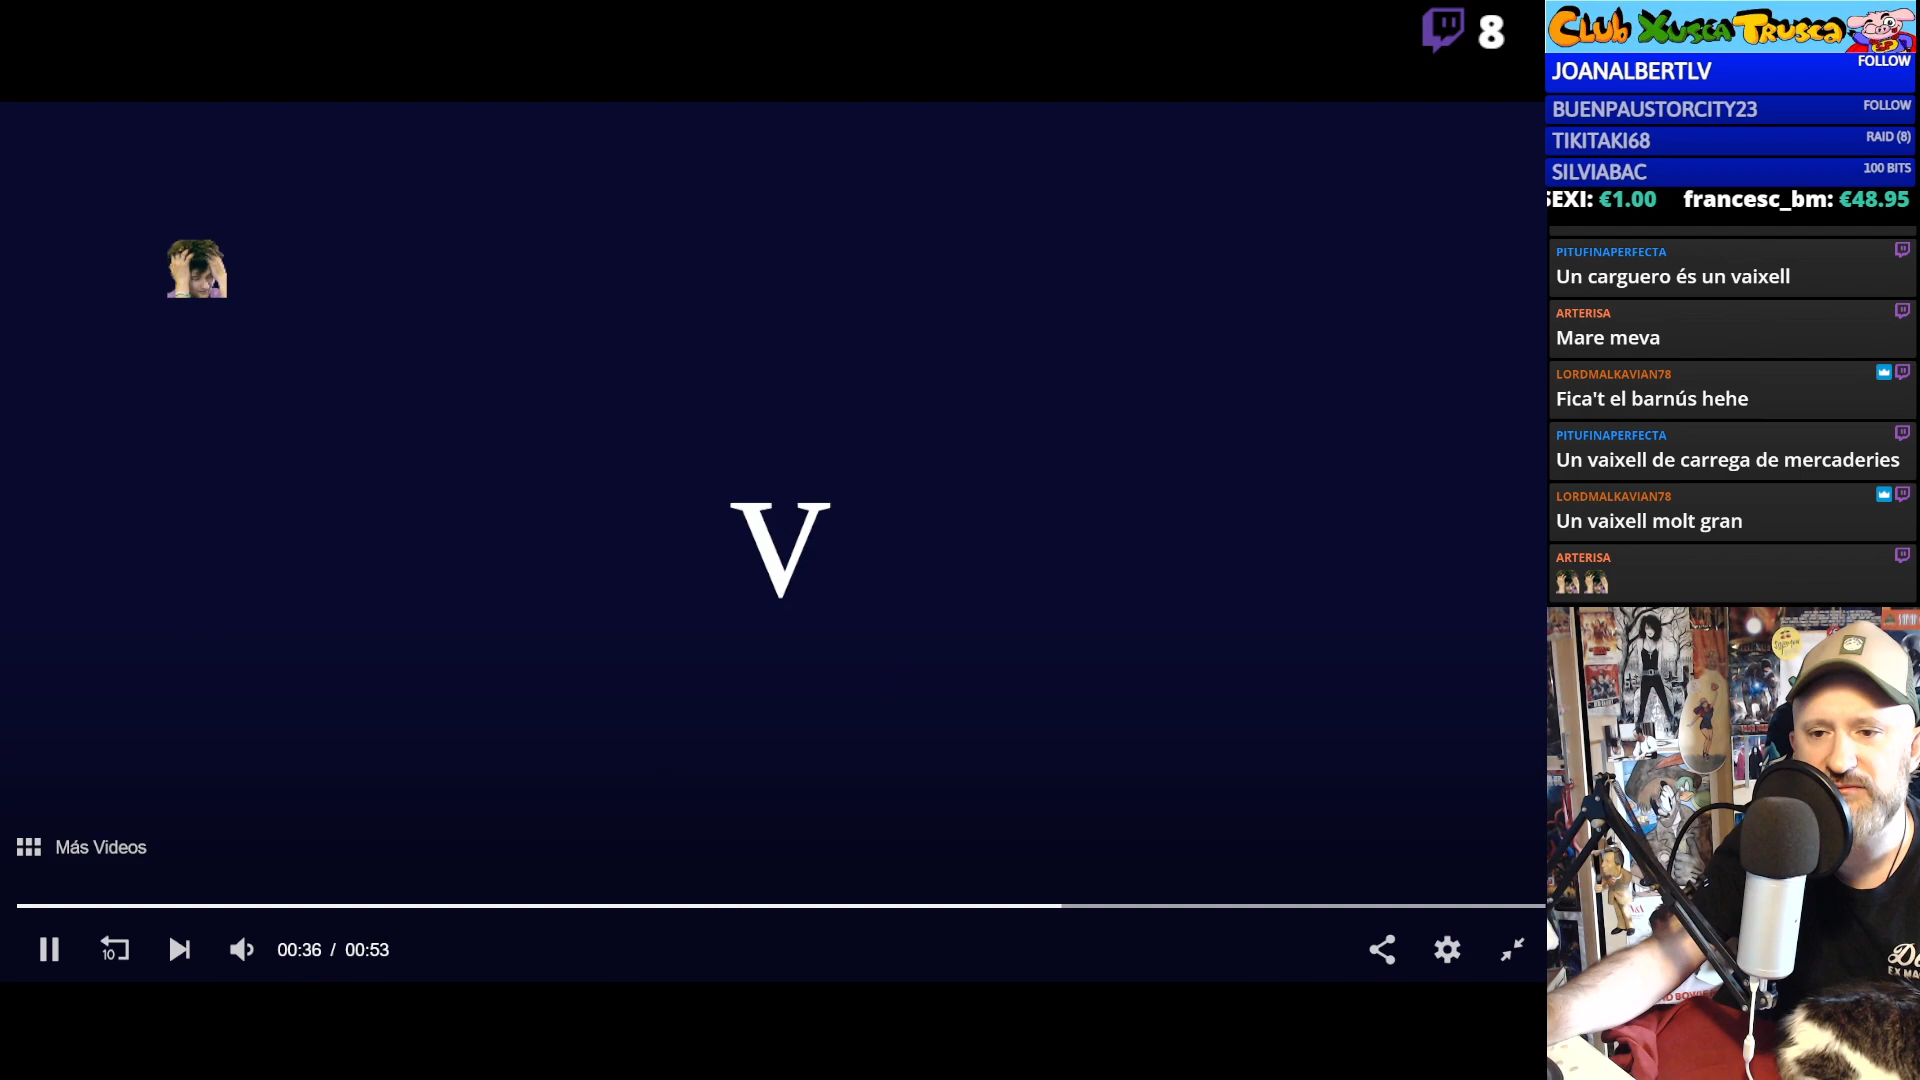 8
Club Xusca Trusca
JOANALBERTLV FOLLOW
BUENPAUSTORCITY23 FOLLOW
TIKITAKI68 RAID (8)
SILVIABAC 100 BITS
SEXI: €1.00 francesc_bm: €48.95
PITUFINAPERFECTA
Un carguero és un vaixell
ARTERISA
Mare meva
LORDMALKAVIAN78
Fica't el barnús hehe
PITUFINAPERFECTA
Un vaixell de carrega de mercaderies
LORDMALKAVIAN78
Un vaixell molt gran
ARTERISA
V
Más Videos
10
00:36 / 00:53